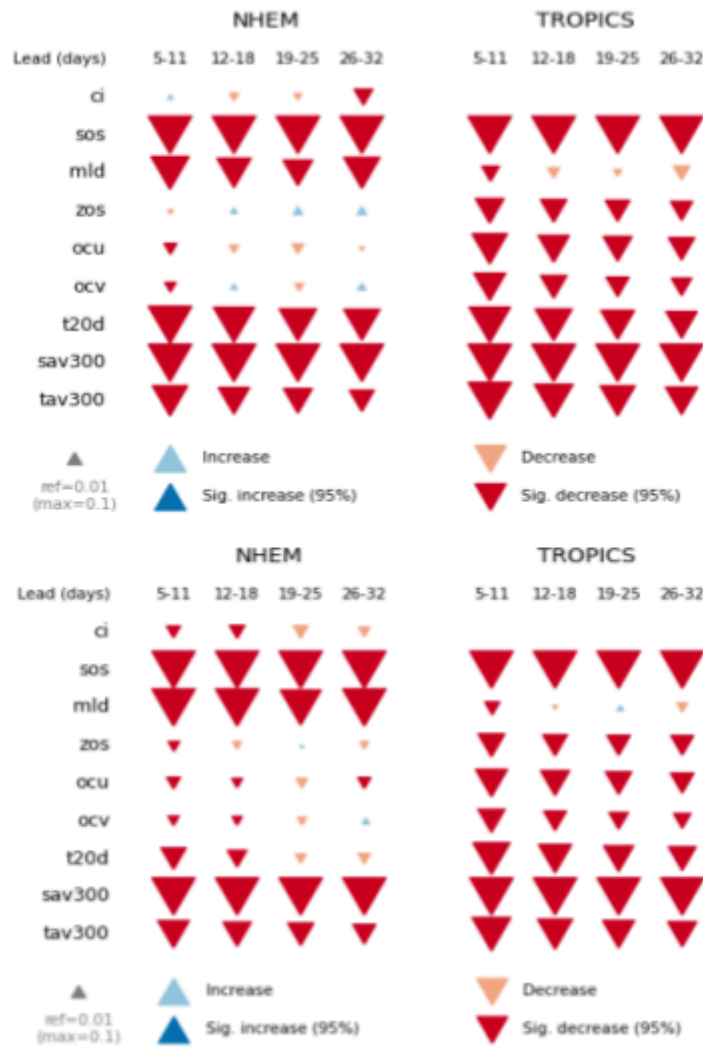 NHEM TROPICS
Lead (days) 5-11 12-18 19-25 26-32 5-11 12-18 19-25 26-32
ci
sos
mld
zos
ocu
ocv
t20d
sav300
tav300
Increase Decrease
ref=0.01
(max=0.1)
Sig. increase (95%) Sig. decrease (95%)
NHEM TROPICS
Lead (days) 5-11 12-18 19-25 26-32 5-11 12-18 19-25 26-32
ci
sos
mld
zos
ocu
ocv
t20d
sav300
tav300
Increase Decrease
ref=0.01
(max=0.1)
Sig. increase (95%) Sig. decrease (95%)